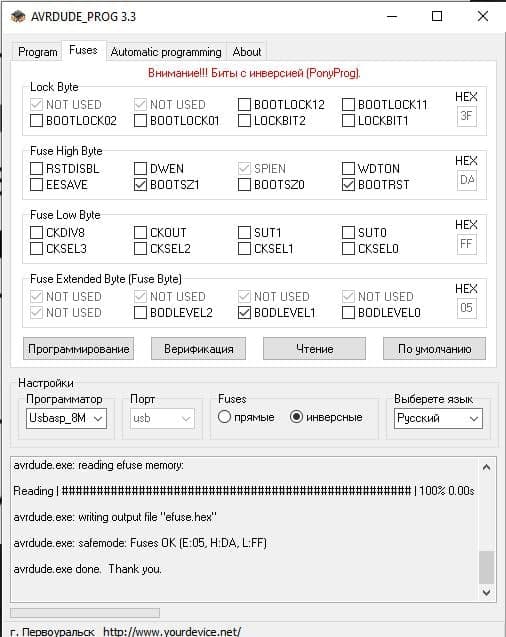 AVRDUDE_PROG 3.3
Program Fuses Automatic programming About
Внимание!!! Биты с инверсией (PonyProg).
Lock Byte
HEX
NOT USED NOT USED BOOTLOCK12 BOOTLOCK11
3F
BOOTLOCK02 BOOTLOCK01 LOCKBIT2 LOCKBIT1
Fuse High Byte
HEX
RSTDISBL DWEN SPIEN WDTON
DA
EESAVE BOOTSZ1 BOOTSZ0 BOOTRST
Fuse Low Byte
HEX
CKDIV8 CKOUT SUT1 SUT0
FF
CKSEL3 CKSEL2 CKSEL1 CKSEL0
Fuse Extended Byte (Fuse Byte)
HEX
NOT USED NOT USED NOT USED NOT USED
05
NOT USED BODLEVEL2 BODLEVEL1 BODLEVEL0
Программирование Верификация Чтение По умолчанию
Настройки
Программатор Порт Fuses Выберете язык
Usbasp_8M usb прямые инверсные Русский
avrdude.exe: reading efuse memory:
Reading | ################################################## | 100% 0.00s
avrdude.exe: writing output file "efuse.hex"
avrdude.exe: safemode: Fuses OK (E:05, H:DA, L:FF)
avrdude.exe done. Thank you.
г. Первоуральск http://www.yourdevice.net/